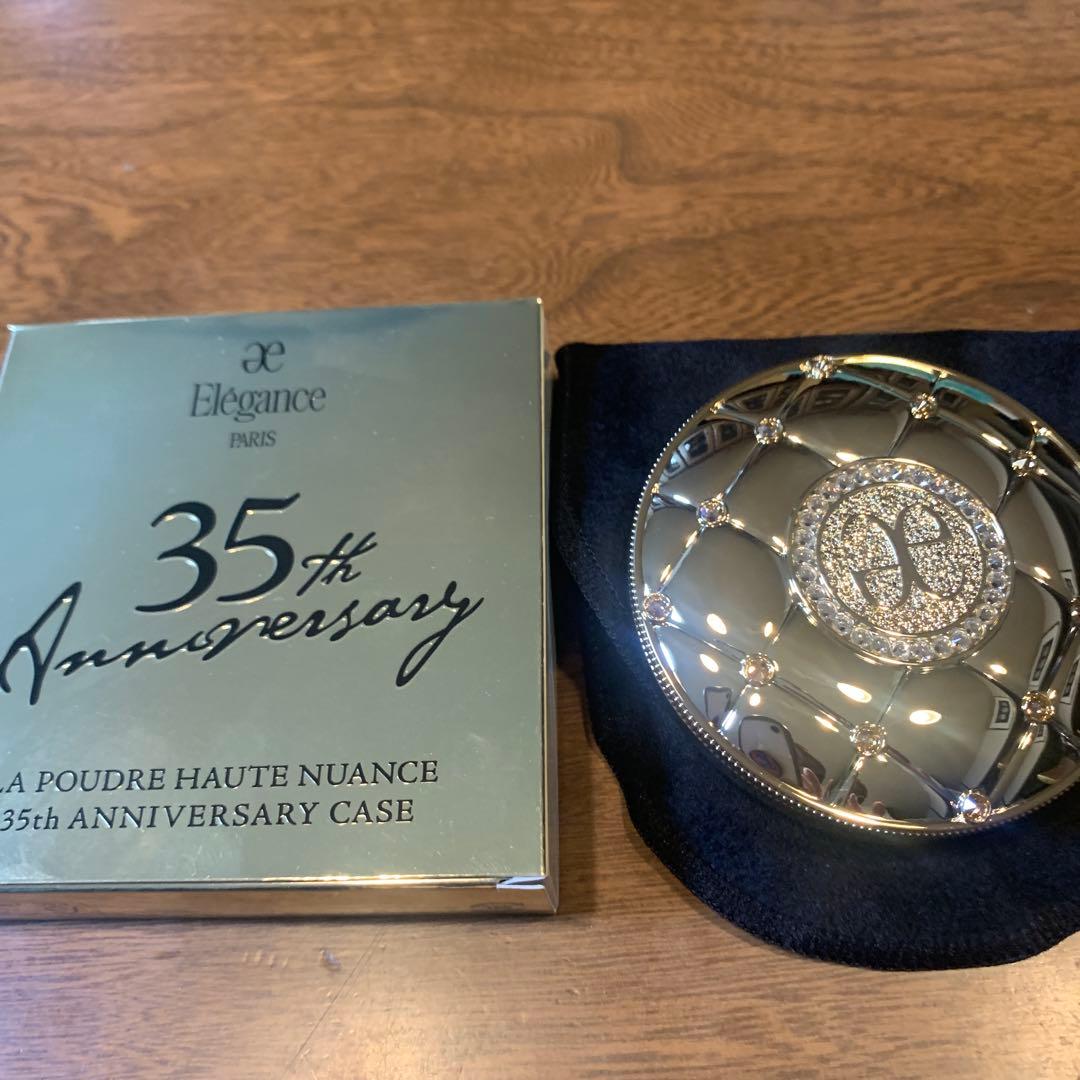 æ
Elégance
PARIS
35th
Anniversary
LA POUDRE HAUTE NUANCE
35th ANNIVERSARY CASE
æ